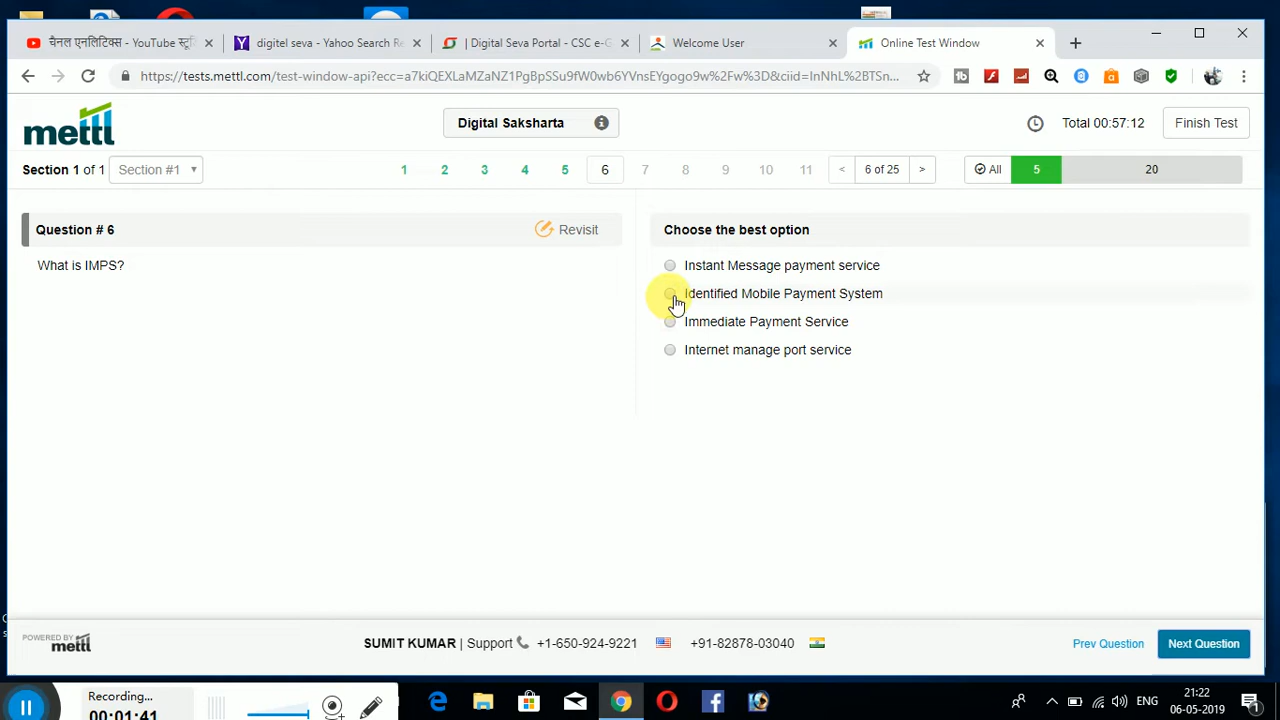 चैनल एनलिटिक्स - YouTube स्टू
digitel seva - Yahoo Search Re
| Digital Seva Portal - CSC e-G
Welcome User
Online Test Window
https://tests.mettl.com/test-window-api?ecc=a7kiQEXLaMZaNZ1PgBpSSu9fW0wb6YVnsEYgogo9w%2Fw%3D&ciid=InNhL%2BTSn...
mettl
Digital Saksharta
Total 00:57:12
Finish Test
Section 1 of 1
Section #1
1 2 3 4 5 6 7 8 9 10 11
< 6 of 25 >
All 5 20
Question # 6
Revisit
Choose the best option
What is IMPS?
Instant Message payment service
Identified Mobile Payment System
Immediate Payment Service
Internet manage port service
POWERED BY mettl
SUMIT KUMAR | Support +1-650-924-9221 +91-82878-03040
Prev Question
Next Question
Recording...
00:01:41
ENG
21:22
06-05-2019